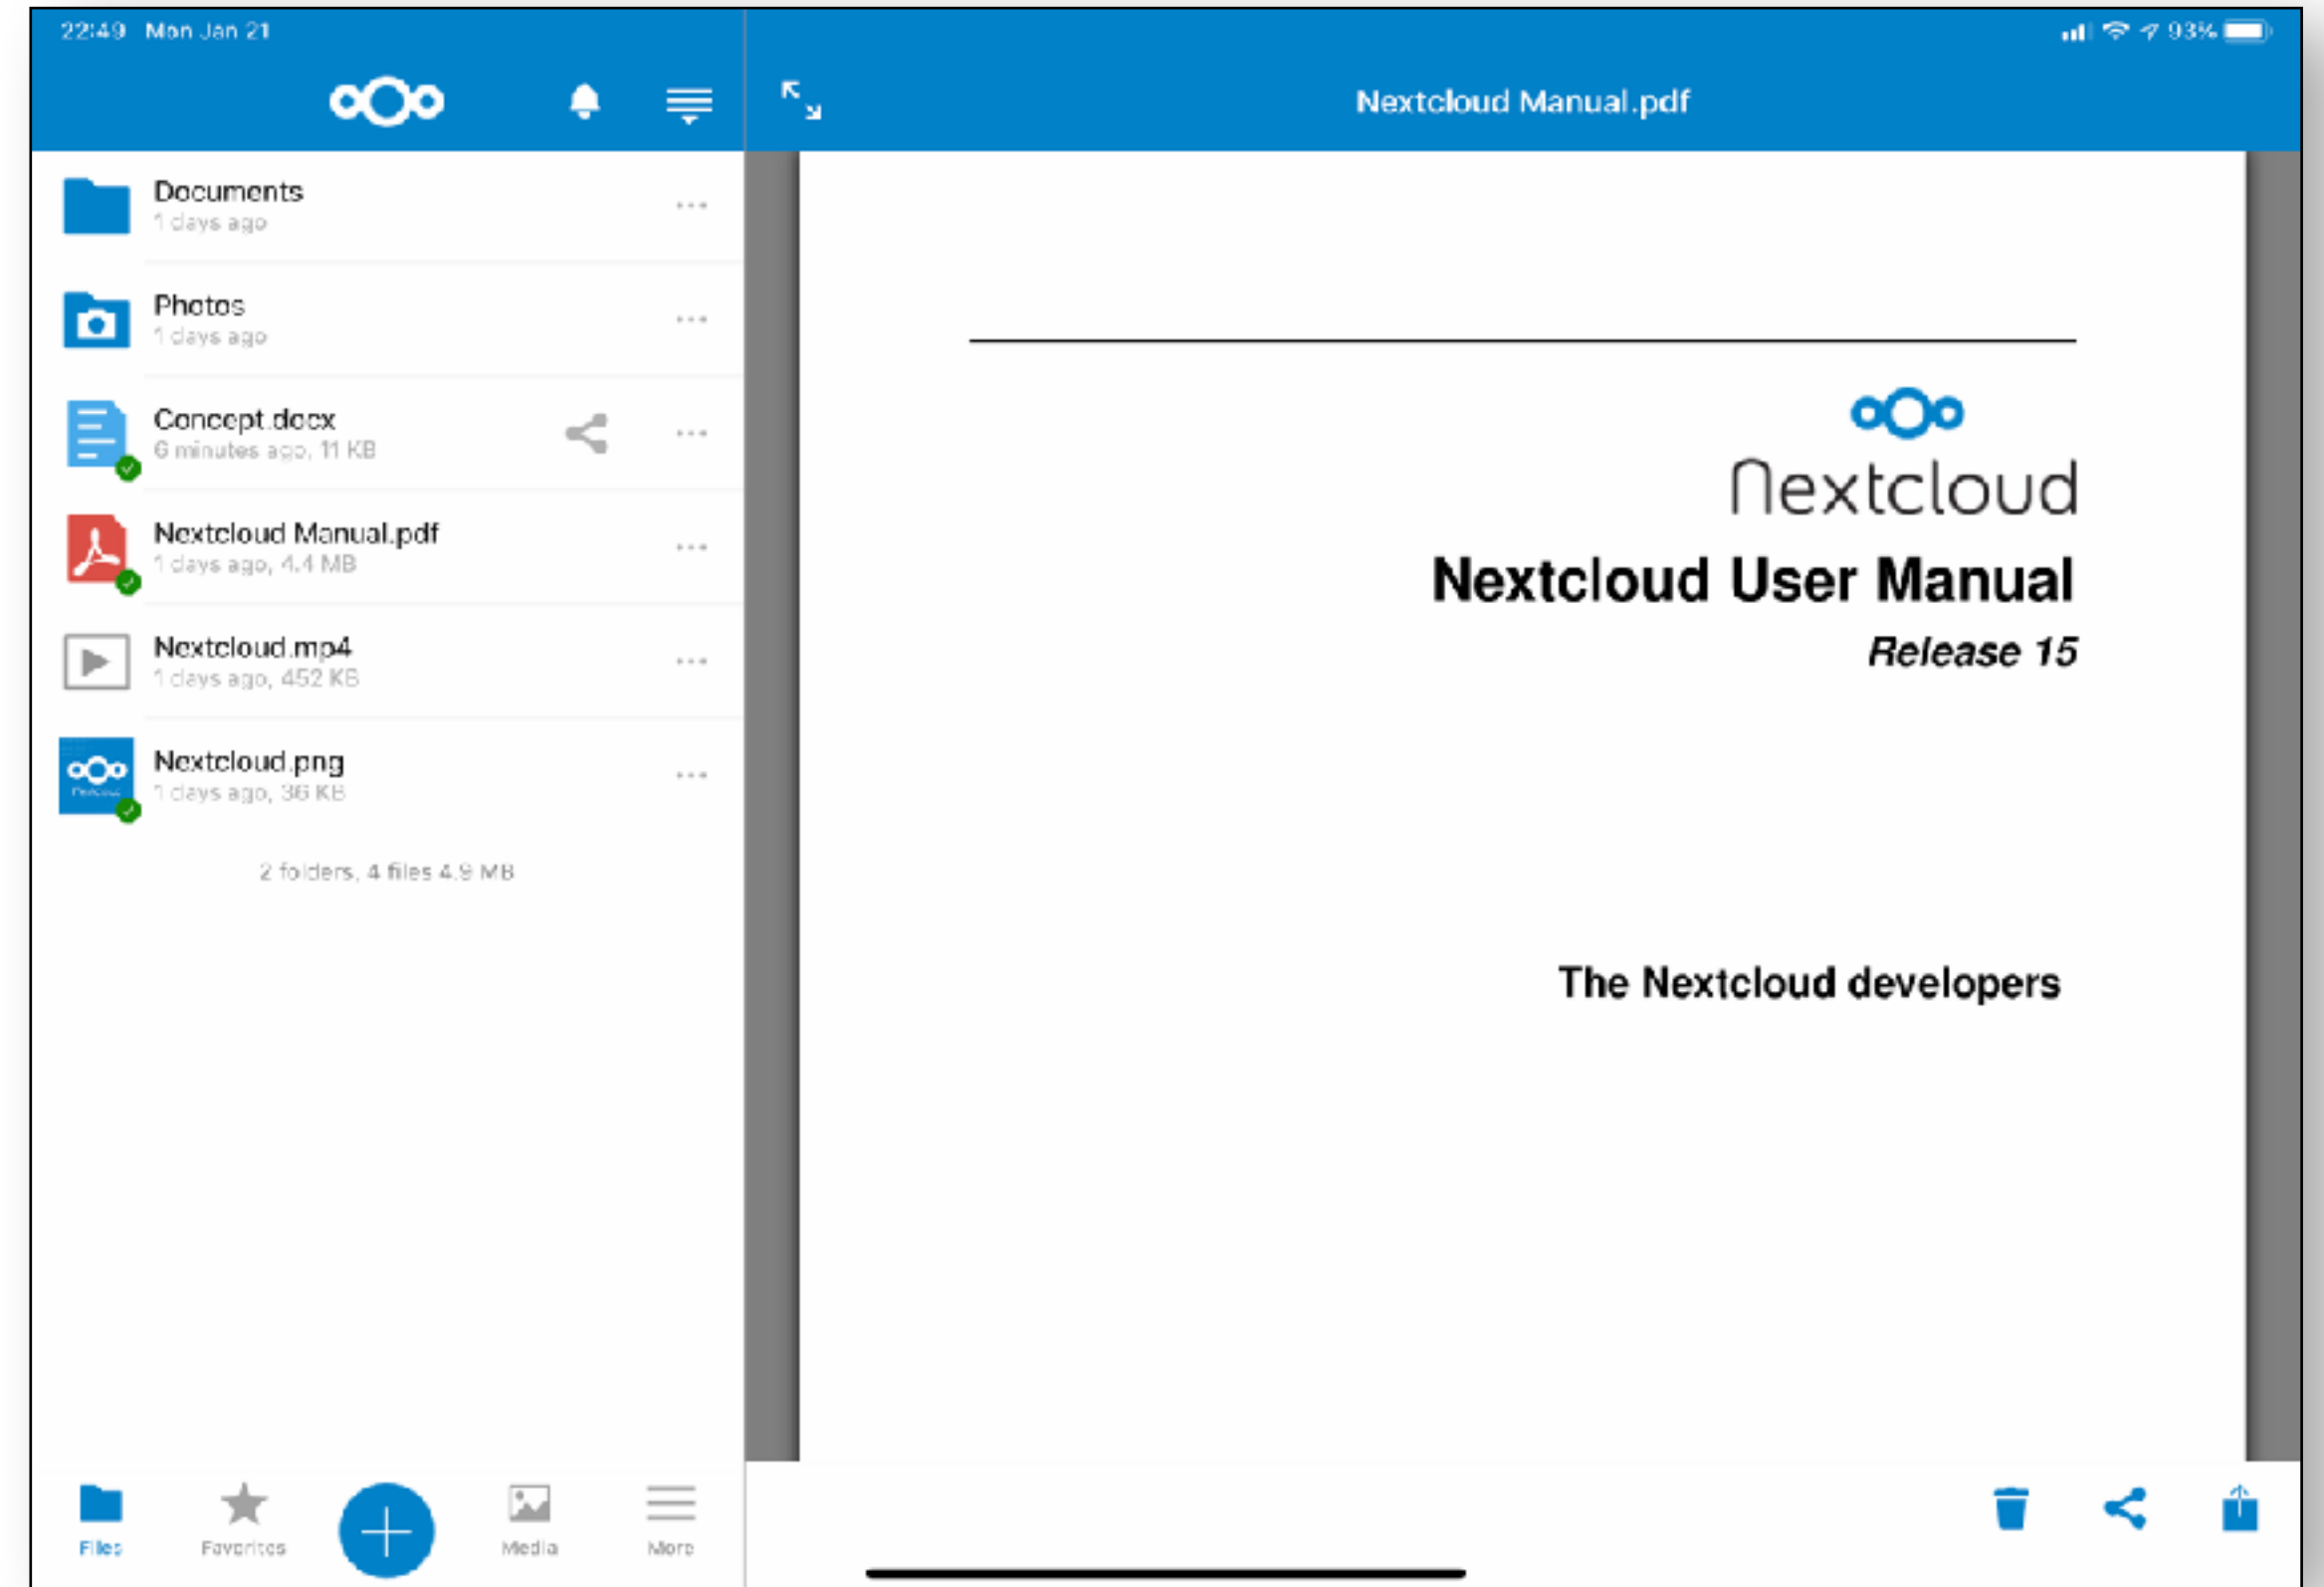 22:49 Mon Jan 21
93%
Nextcloud Manual.pdf
Documents
1 days ago
Photos
1 days ago
Concept.docx
6 minutes ago, 11 KB
Nextcloud Manual.pdf
1 days ago, 4.4 MB
Nextcloud.mp4
1 days ago, 452 KB
Nextcloud.png
1 days ago, 36 KB
2 folders, 4 files 4.9 MB
Files
Favorites
Media
More
Nextcloud
Nextcloud User Manual
Release 15
The Nextcloud developers